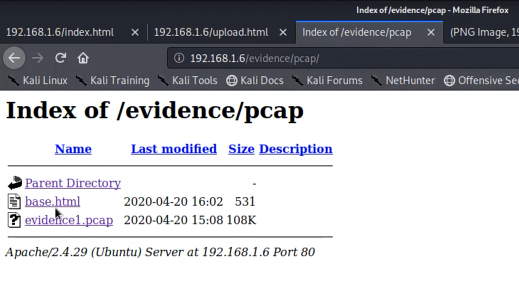 Index of /evidence/pcap - Mozilla Firefox
192.168.1.6/index.html 192.168.1.6/upload.html Index of /evidence/pcap (PNG Image, 19
192.168.1.6/evidence/pcap/
Kali Linux Kali Training Kali Tools Kali Docs Kali Forums NetHunter Offensive Se
Index of /evidence/pcap
Name Last modified Size Description
Parent Directory -
base.html 2020-04-20 16:02 531
evidence1.pcap 2020-04-20 15:08 108K
Apache/2.4.29 (Ubuntu) Server at 192.168.1.6 Port 80